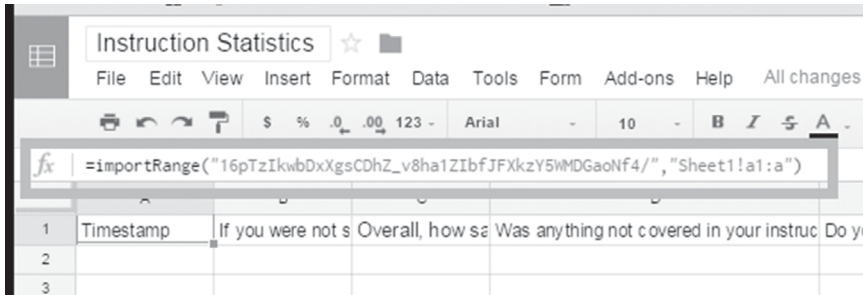 Instruction Statistics
File Edit View Insert Format Data Tools Form Add-ons Help All changes
$ % .0 .00 123 - Arial - 10 - B I S A -
fx =importRange("16pTzIkwbDxXgsCDhZ_v8ha1ZIbfJFXkzY5WMDGaoNf4/","Sheet1!a1:a")
1 Timestamp If you were not s Overall, how sa Was anything not covered in your instruc Do y
2
3